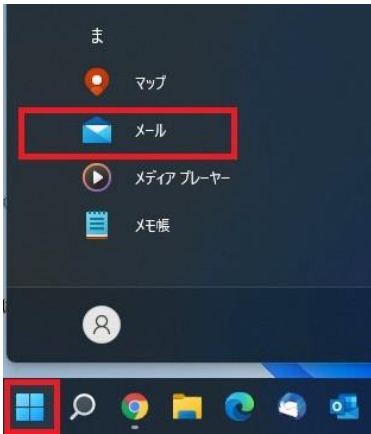 ま
マップ
メール
メディア プレーヤー
メモ帳